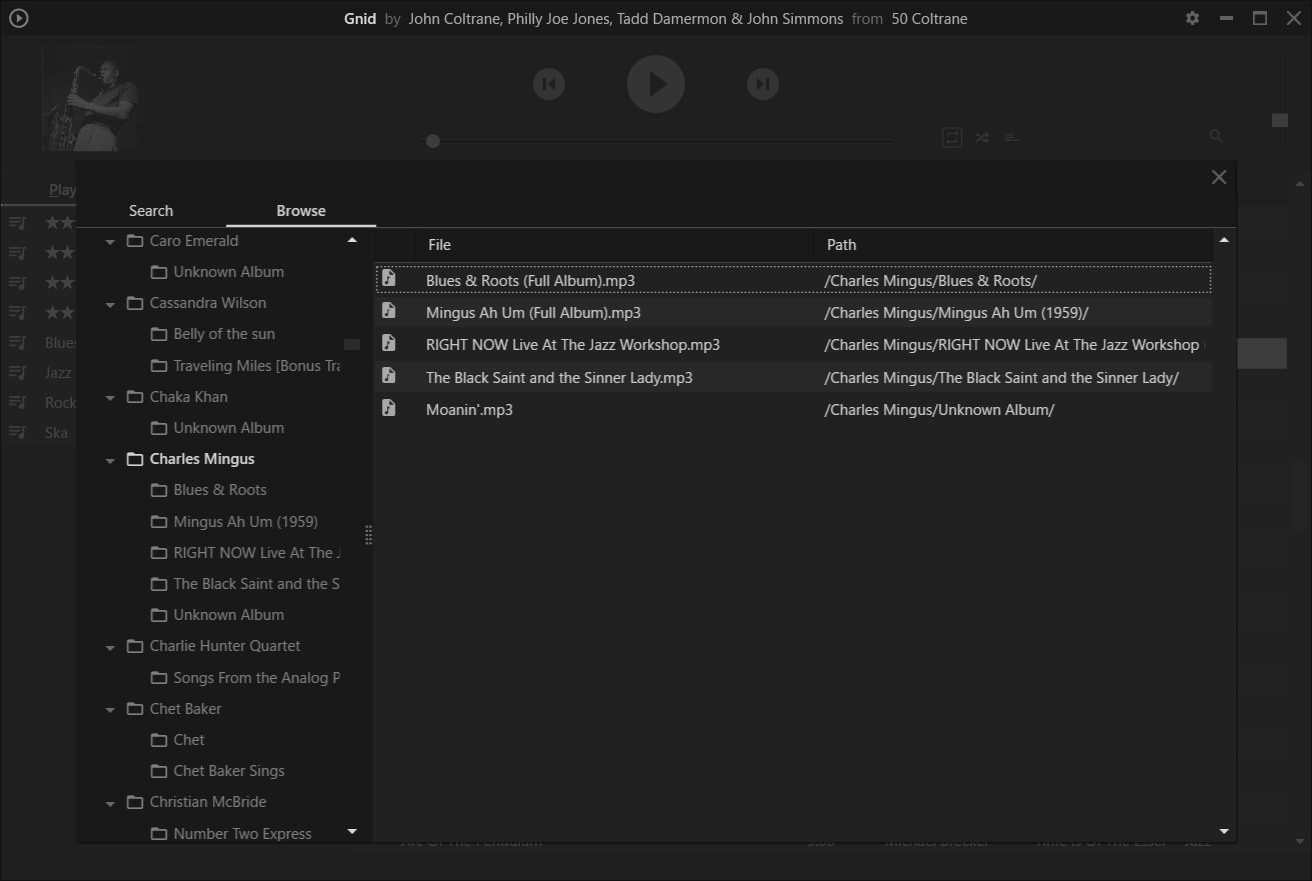 Gnid by John Coltrane, Philly Joe Jones, Tadd Damermon & John Simmons from 50 Coltrane
Play
Search
Browse
File
Path
Caro Emerald
Unknown Album
Cassandra Wilson
Belly of the sun
Traveling Miles [Bonus Tra
Chaka Khan
Unknown Album
Charles Mingus
Blues & Roots
Mingus Ah Um (1959)
RIGHT NOW Live At The J
The Black Saint and the S
Unknown Album
Charlie Hunter Quartet
Songs From the Analog P
Chet Baker
Chet
Chet Baker Sings
Christian McBride
Number Two Express
Blues & Roots (Full Album).mp3 /Charles Mingus/Blues & Roots/
Mingus Ah Um (Full Album).mp3 /Charles Mingus/Mingus Ah Um (1959)/
RIGHT NOW Live At The Jazz Workshop.mp3 /Charles Mingus/RIGHT NOW Live At The Jazz Workshop
The Black Saint and the Sinner Lady.mp3 /Charles Mingus/The Black Saint and the Sinner Lady/
Moanin'.mp3 /Charles Mingus/Unknown Album/
★★
★★
★★
★★
Blues
Jazz
Rock
Ska